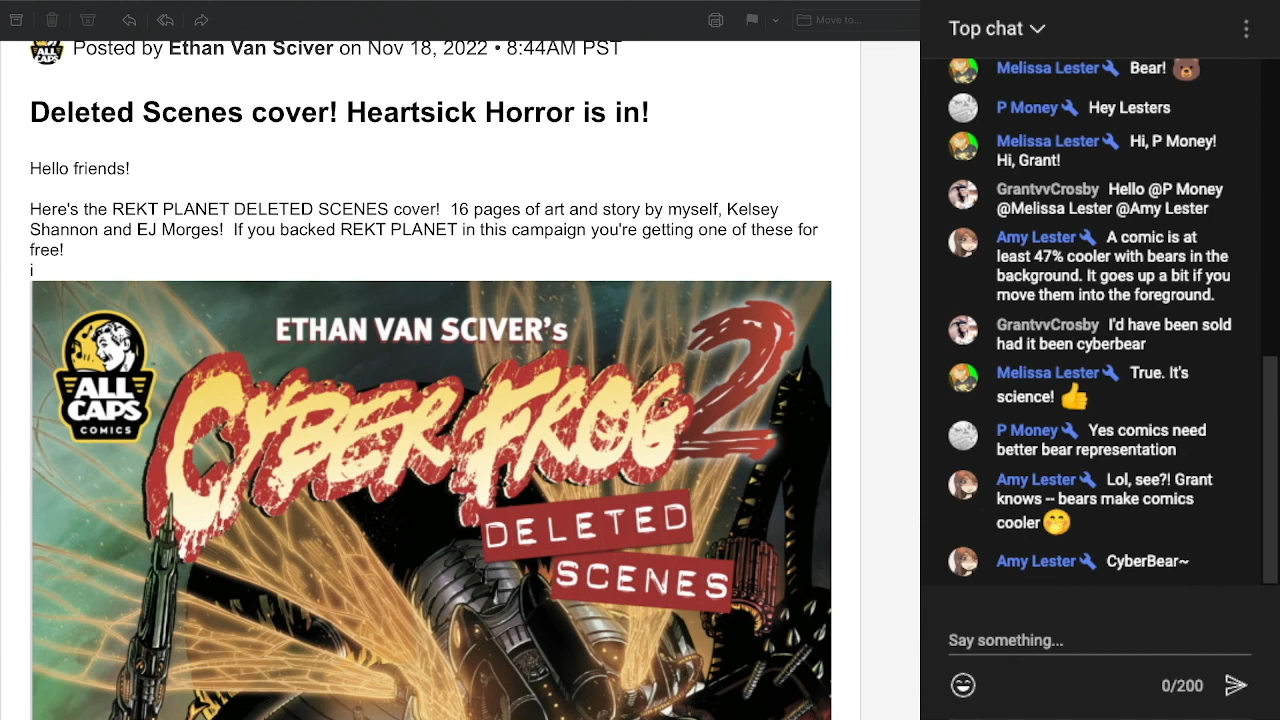 Move to...
Posted by Ethan Van Sciver on Nov 18, 2022 • 8:44AM PST
Deleted Scenes cover! Heartsick Horror is in!
Hello friends!
Here's the REKT PLANET DELETED SCENES cover!  16 pages of art and story by myself, Kelsey
Shannon and EJ Morges!  If you backed REKT PLANET in this campaign you're getting one of these for
free!
i
ALL
CAPS
COMICS
ETHAN VAN SCIVER's
CYBERFROG 2
DELETED
SCENES
Top chat
Melissa Lester Bear! 🐻
P Money Hey Lesters
Melissa Lester Hi, P Money!
Hi, Grant!
GrantvvCrosby Hello @P Money
@Melissa Lester @Amy Lester
Amy Lester A comic is at
least 47% cooler with bears in the
background. It goes up a bit if you
move them into the foreground.
GrantvvCrosby I'd have been sold
had it been cyberbear
Melissa Lester True. It's
science! 👍
P Money Yes comics need
better bear representation
Amy Lester Lol, see?! Grant
knows -- bears make comics
cooler 🤭
Amy Lester CyberBear~
Say something...
0/200